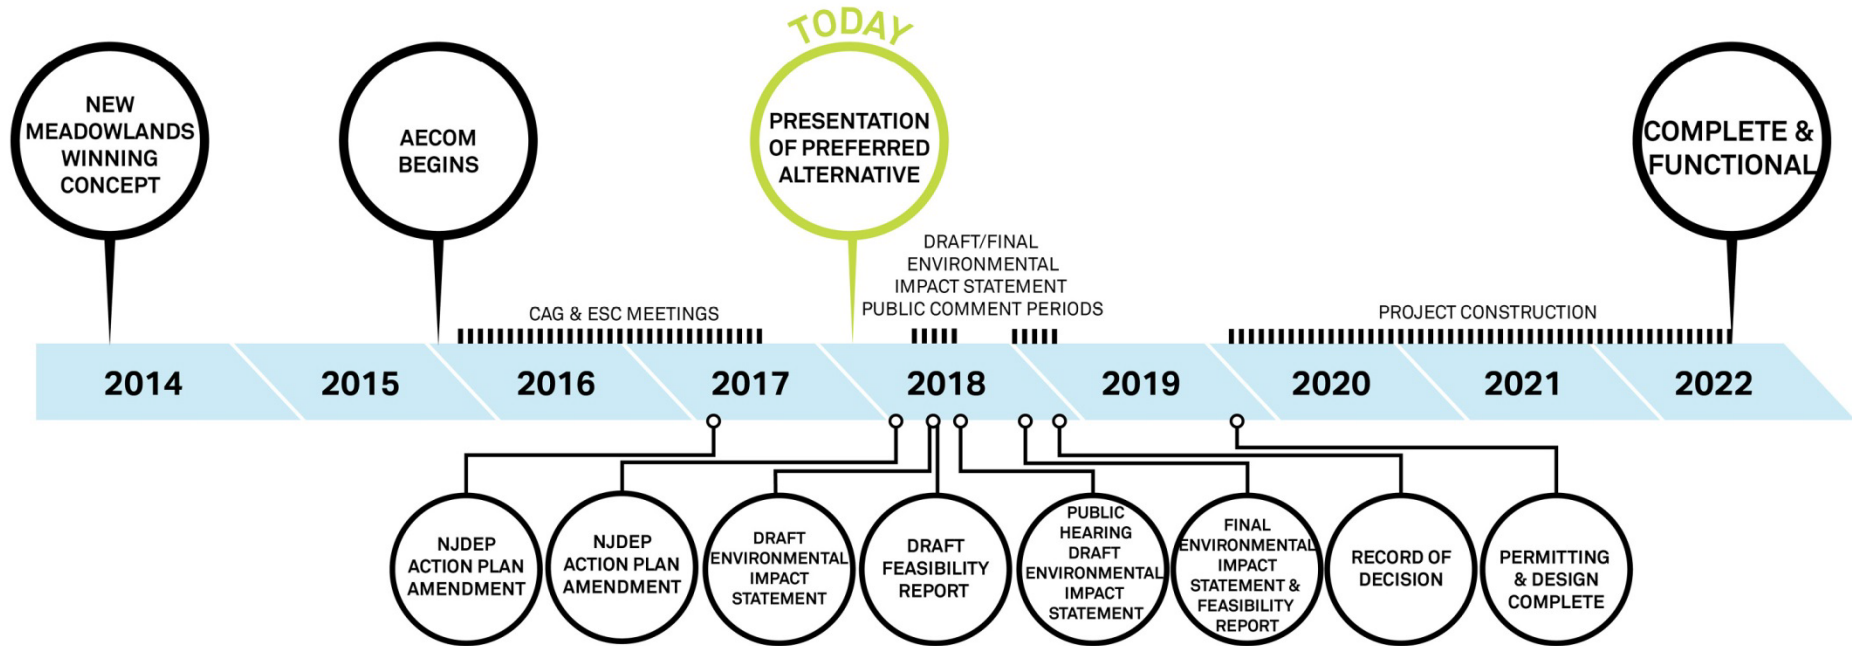 TODAY
NEW
MEADOWLANDS
WINNING
CONCEPT
AECOM
BEGINS
PRESENTATION
OF PREFERRED
ALTERNATIVE
COMPLETE &
FUNCTIONAL
CAG & ESC MEETINGS
DRAFT/FINAL
ENVIRONMENTAL
IMPACT STATEMENT
PUBLIC COMMENT PERIODS
PROJECT CONSTRUCTION
2014
2015
2016
2017
2018
2019
2020
2021
2022
NJDEP
ACTION PLAN
AMENDMENT
NJDEP
ACTION PLAN
AMENDMENT
DRAFT
ENVIRONMENTAL
IMPACT
STATEMENT
DRAFT
FEASIBILITY
REPORT
PUBLIC
HEARING
DRAFT
ENVIRONMENTAL
IMPACT
STATEMENT
FINAL
ENVIRONMENTAL
IMPACT
STATEMENT &
FEASIBILITY
REPORT
RECORD OF
DECISION
PERMITTING
& DESIGN
COMPLETE